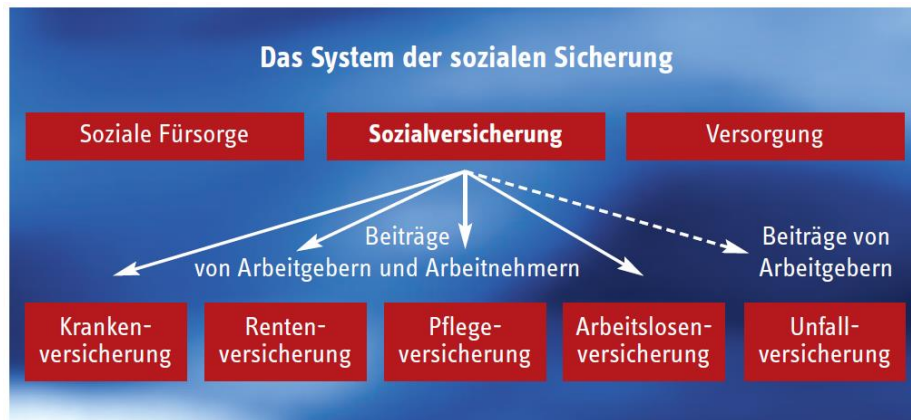 Das System der sozialen Sicherung
Soziale Fürsorge
Sozialversicherung
Versorgung
Beiträge
von Arbeitgebern und Arbeitnehmern
Beiträge von
Arbeitgebern
Kranken-
versicherung
Renten-
versicherung
Pflege-
versicherung
Arbeitslosen-
versicherung
Unfall-
versicherung